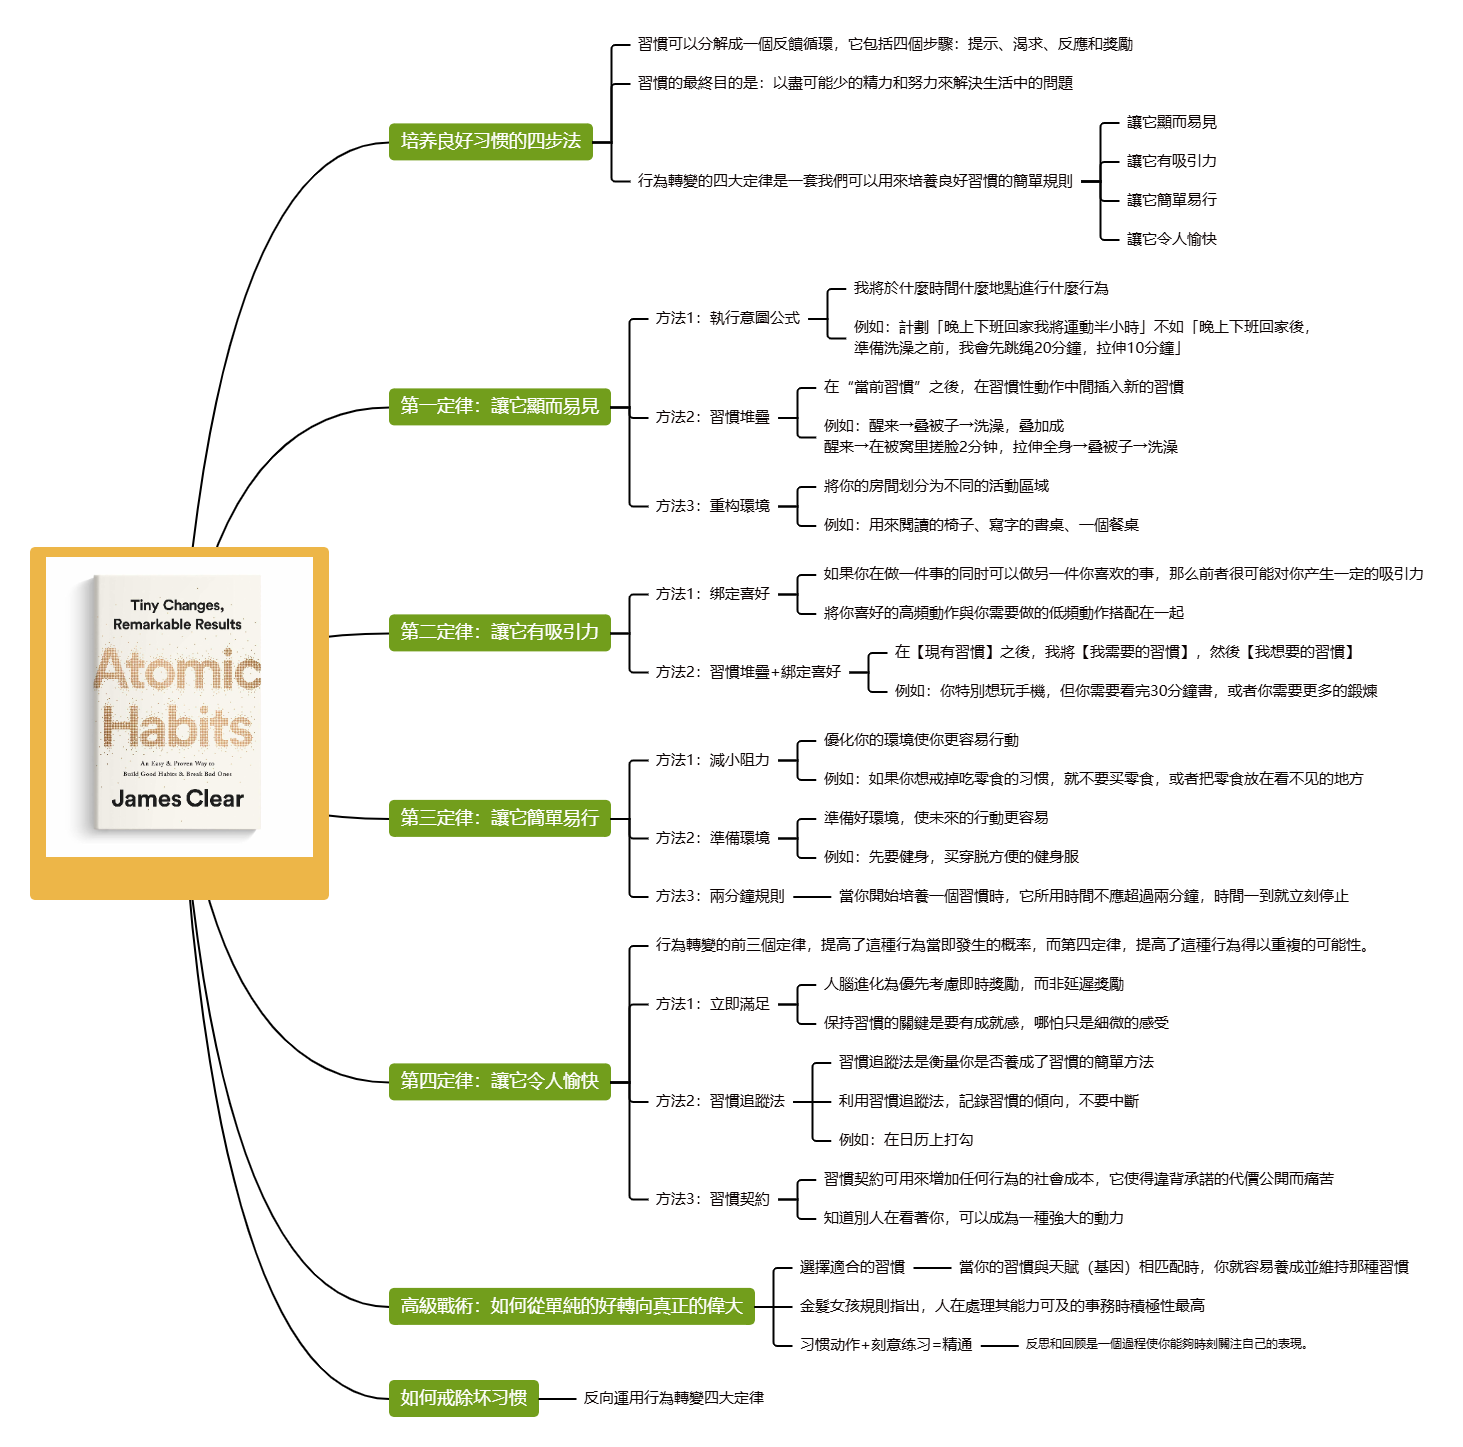 Tiny Changes,
Remarkable Results
Atomic
Habits
An Easy & Proven Way to
Build Good Habits & Break Bad Ones
James Clear
培养良好习惯的四步法
習慣可以分解成一個反饋循環，它包括四個步驟：提示、渴求、反應和獎勵
習慣的最終目的是：以盡可能少的精力和努力來解決生活中的問題
行為轉變的四大定律是一套我們可以用來培養良好習慣的簡單規則
讓它顯而易見
讓它有吸引力
讓它簡單易行
讓它令人愉快
第一定律：讓它顯而易見
方法1：執行意圖公式
我將於什麼時間什麼地點進行什麼行為
例如：計劃「晚上下班回家我將運動半小時」不如「晚上下班回家後，
準備洗澡之前，我會先跳绳20分鐘，拉伸10分鐘」
方法2：習慣堆疊
在“當前習慣”之後，在習慣性動作中間插入新的習慣
例如：醒来→叠被子→洗澡，叠加成
醒来→在被窝里搓脸2分钟，拉伸全身→叠被子→洗澡
方法3：重构環境
將你的房間划分为不同的活動區域
例如：用來閱讀的椅子、寫字的書桌、一個餐桌
第二定律：讓它有吸引力
方法1：绑定喜好
如果你在做一件事的同时可以做另一件你喜欢的事，那么前者很可能对你产生一定的吸引力
將你喜好的高頻動作與你需要做的低頻動作搭配在一起
方法2：習慣堆疊+綁定喜好
在【現有習慣】之後，我將【我需要的習慣】，然後【我想要的習慣】
例如：你特別想玩手機，但你需要看完30分鐘書，或者你需要更多的鍛煉
第三定律：讓它簡單易行
方法1：減小阻力
優化你的環境使你更容易行動
例如：如果你想戒掉吃零食的习惯，就不要买零食，或者把零食放在看不见的地方
方法2：準備環境
準備好環境，使未來的行動更容易
例如：先要健身，买穿脱方便的健身服
方法3：兩分鐘規則
當你開始培養一個習慣時，它所用時間不應超過兩分鐘，時間一到就立刻停止
第四定律：讓它令人愉快
行為轉變的前三個定律，提高了這種行為當即發生的概率，而第四定律，提高了這種行為得以重複的可能性。
方法1：立即滿足
人腦進化為優先考慮即時獎勵，而非延遲獎勵
保持習慣的關鍵是要有成就感，哪怕只是細微的感受
方法2：習慣追蹤法
習慣追蹤法是衡量你是否養成了習慣的簡單方法
利用習慣追蹤法，記錄習慣的傾向，不要中斷
例如：在日历上打勾
方法3：習慣契約
習慣契約可用來增加任何行為的社會成本，它使得違背承諾的代價公開而痛苦
知道別人在看著你，可以成為一種強大的動力
高級戰術：如何從單純的好轉向真正的偉大
選擇適合的習慣
當你的習慣與天賦（基因）相匹配時，你就容易養成並維持那種習慣
金髮女孩規則指出，人在處理其能力可及的事務時積極性最高
习惯动作+刻意练习=精通
反思和回顾是一個過程使你能夠時刻關注自己的表現。
如何戒除坏习惯
反向運用行為轉變四大定律